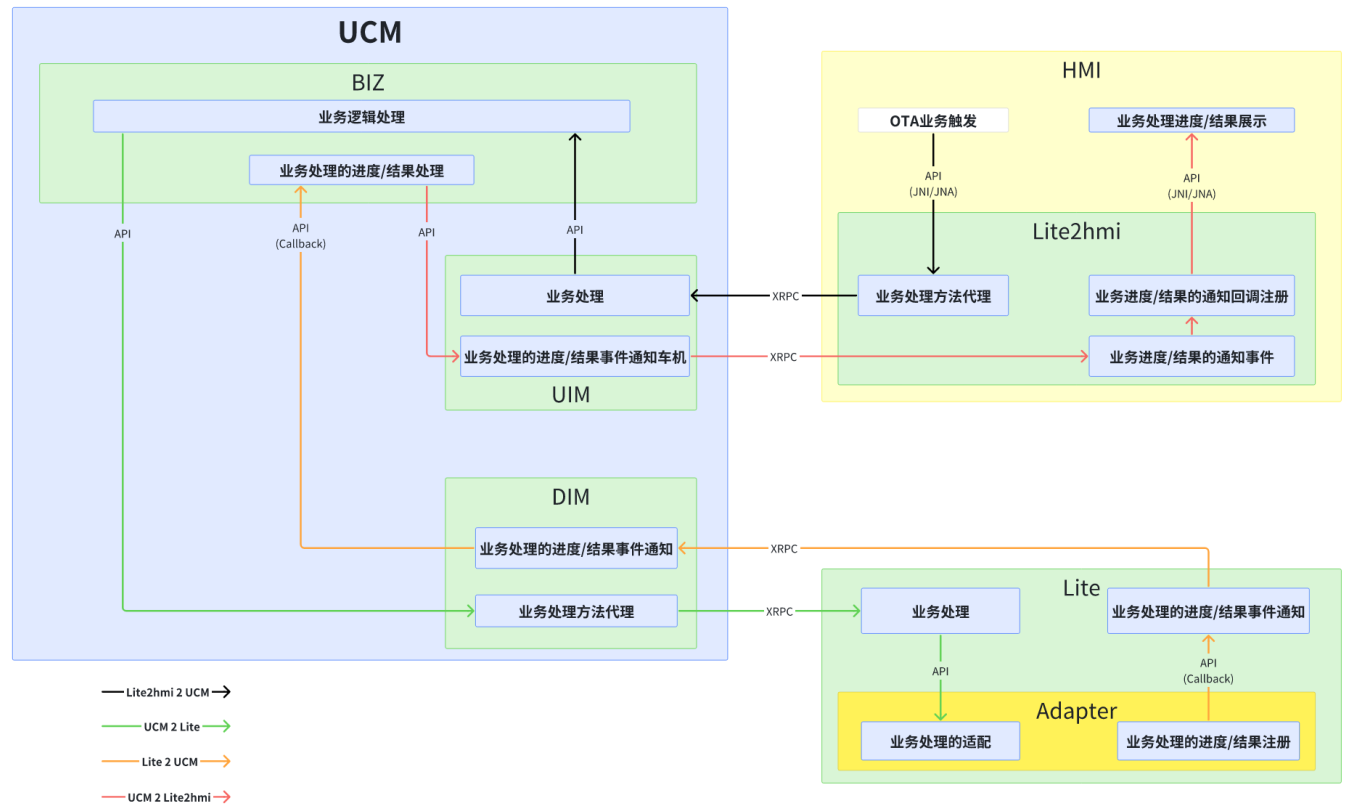 UCM
BIZ
业务逻辑处理
业务处理的进度/结果处理
API
API
(Callback)
API
API
业务处理
业务处理的进度/结果事件通知车机
UIM
DIM
业务处理的进度/结果事件通知
业务处理方法代理
HMI
OTA业务触发
业务处理进度/结果展示
API
(JNI/JNA)
API
(JNI/JNA)
Lite2hmi
业务处理方法代理
业务进度/结果的通知回调注册
业务进度/结果的通知事件
XRPC
XRPC
XRPC
XRPC
Lite
业务处理
业务处理的进度/结果事件通知
API
API
(Callback)
Adapter
业务处理的适配
业务处理的进度/结果注册
Lite2hmi 2 UCM
UCM 2 Lite
Lite 2 UCM
UCM 2 Lite2hmi